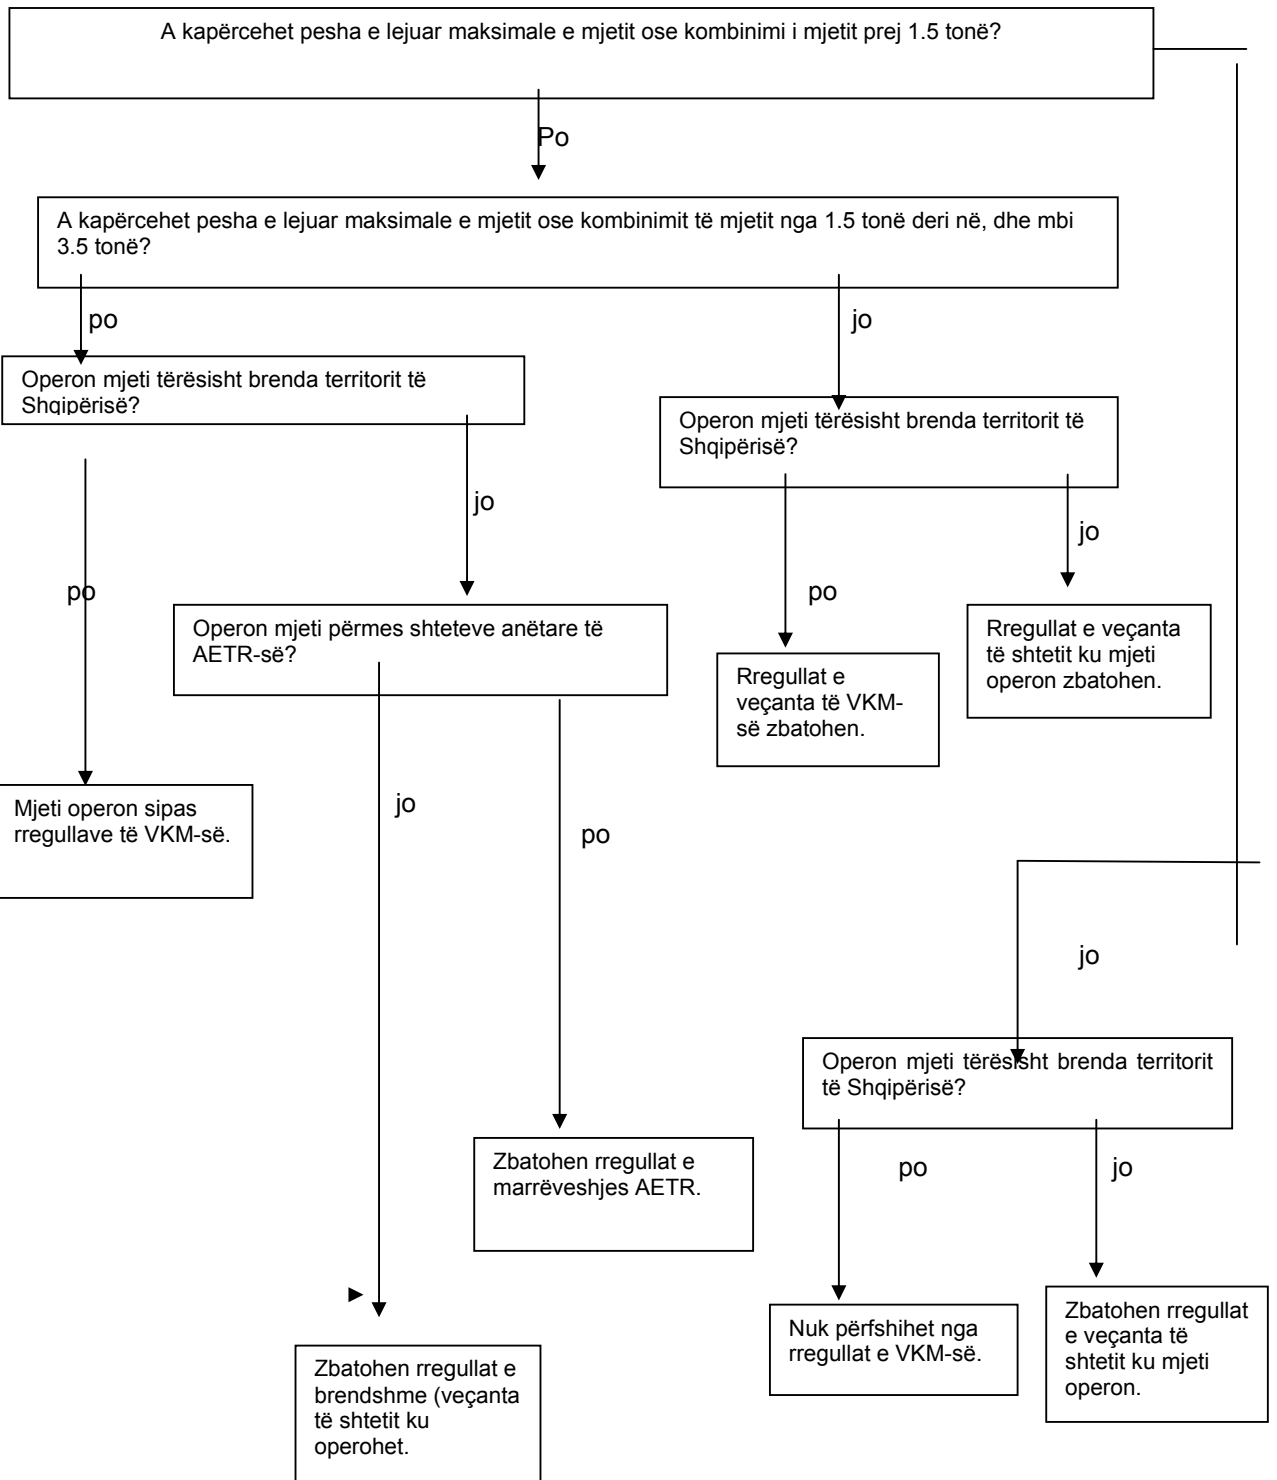 A kapërcehet pesha e lejuar maksimale e mjetit ose kombinimi i mjetit prej 1.5 tonë?
Po
A kapërcehet pesha e lejuar maksimale e mjetit ose kombinimit të mjetit nga 1.5 tonë deri në, dhe mbi
3.5 tonë?
po
jo
Operon mjeti tërësisht brenda territorit të
Shqipërisë?
Operon mjeti tërësisht brenda territorit të
Shqipërisë?
jo
jo
po
po
Operon mjeti përmes shteteve anëtare të
AETR-së?
Rregullat e
veçanta të VKM-
së zbatohen.
Rregullat e veçanta
të shtetit ku mjeti
operon zbatohen.
Mjeti operon sipas
rregullave të VKM-së.
jo
po
jo
Operon mjeti tërësisht brenda territorit
të Shqipërisë?
Zbatohen rregullat e
marrëveshjes AETR.
po
jo
Nuk përfshihet nga
rregullat e VKM-së.
Zbatohen rregullat
e veçanta të
shtetit ku mjeti
operon.
Zbatohen rregullat e
brendshme (veçanta
të shtetit ku
operohet.